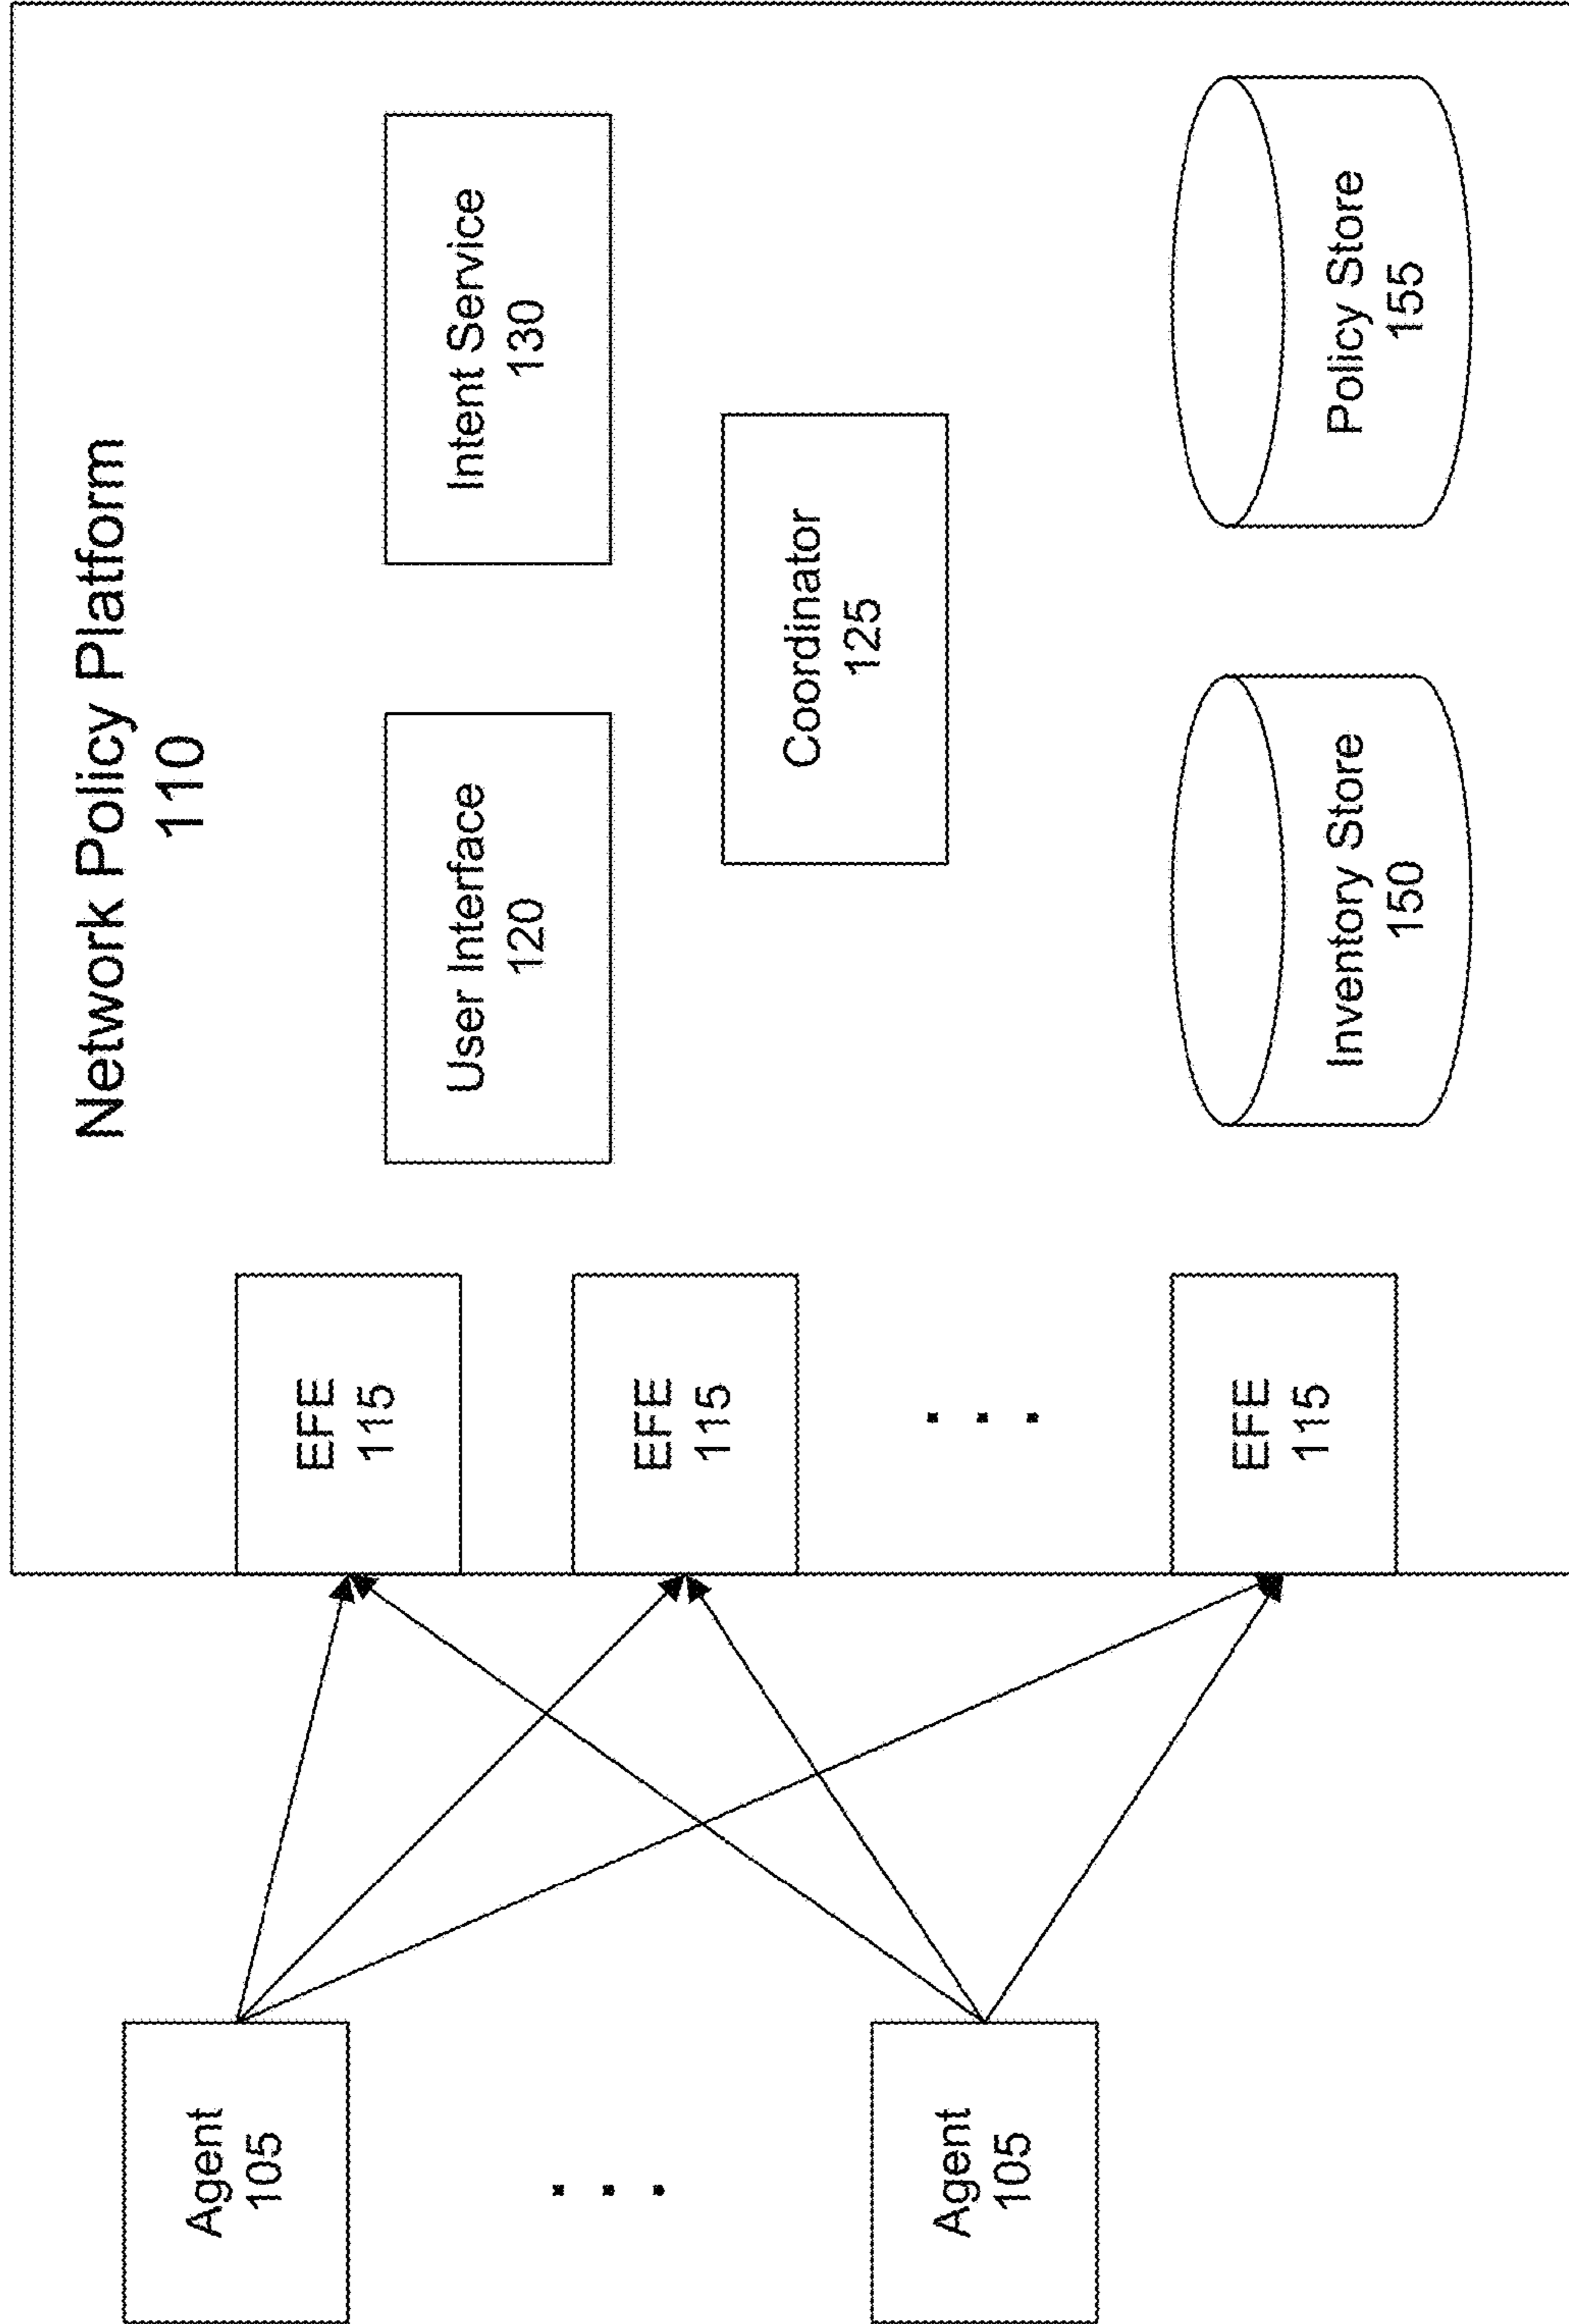 Network Policy Platform
110
Agent
105
Agent
105
EFE
115
EFE
115
EFE
115
User Interface
120
Intent Service
130
Coordinator
125
Inventory Store
150
Policy Store
155